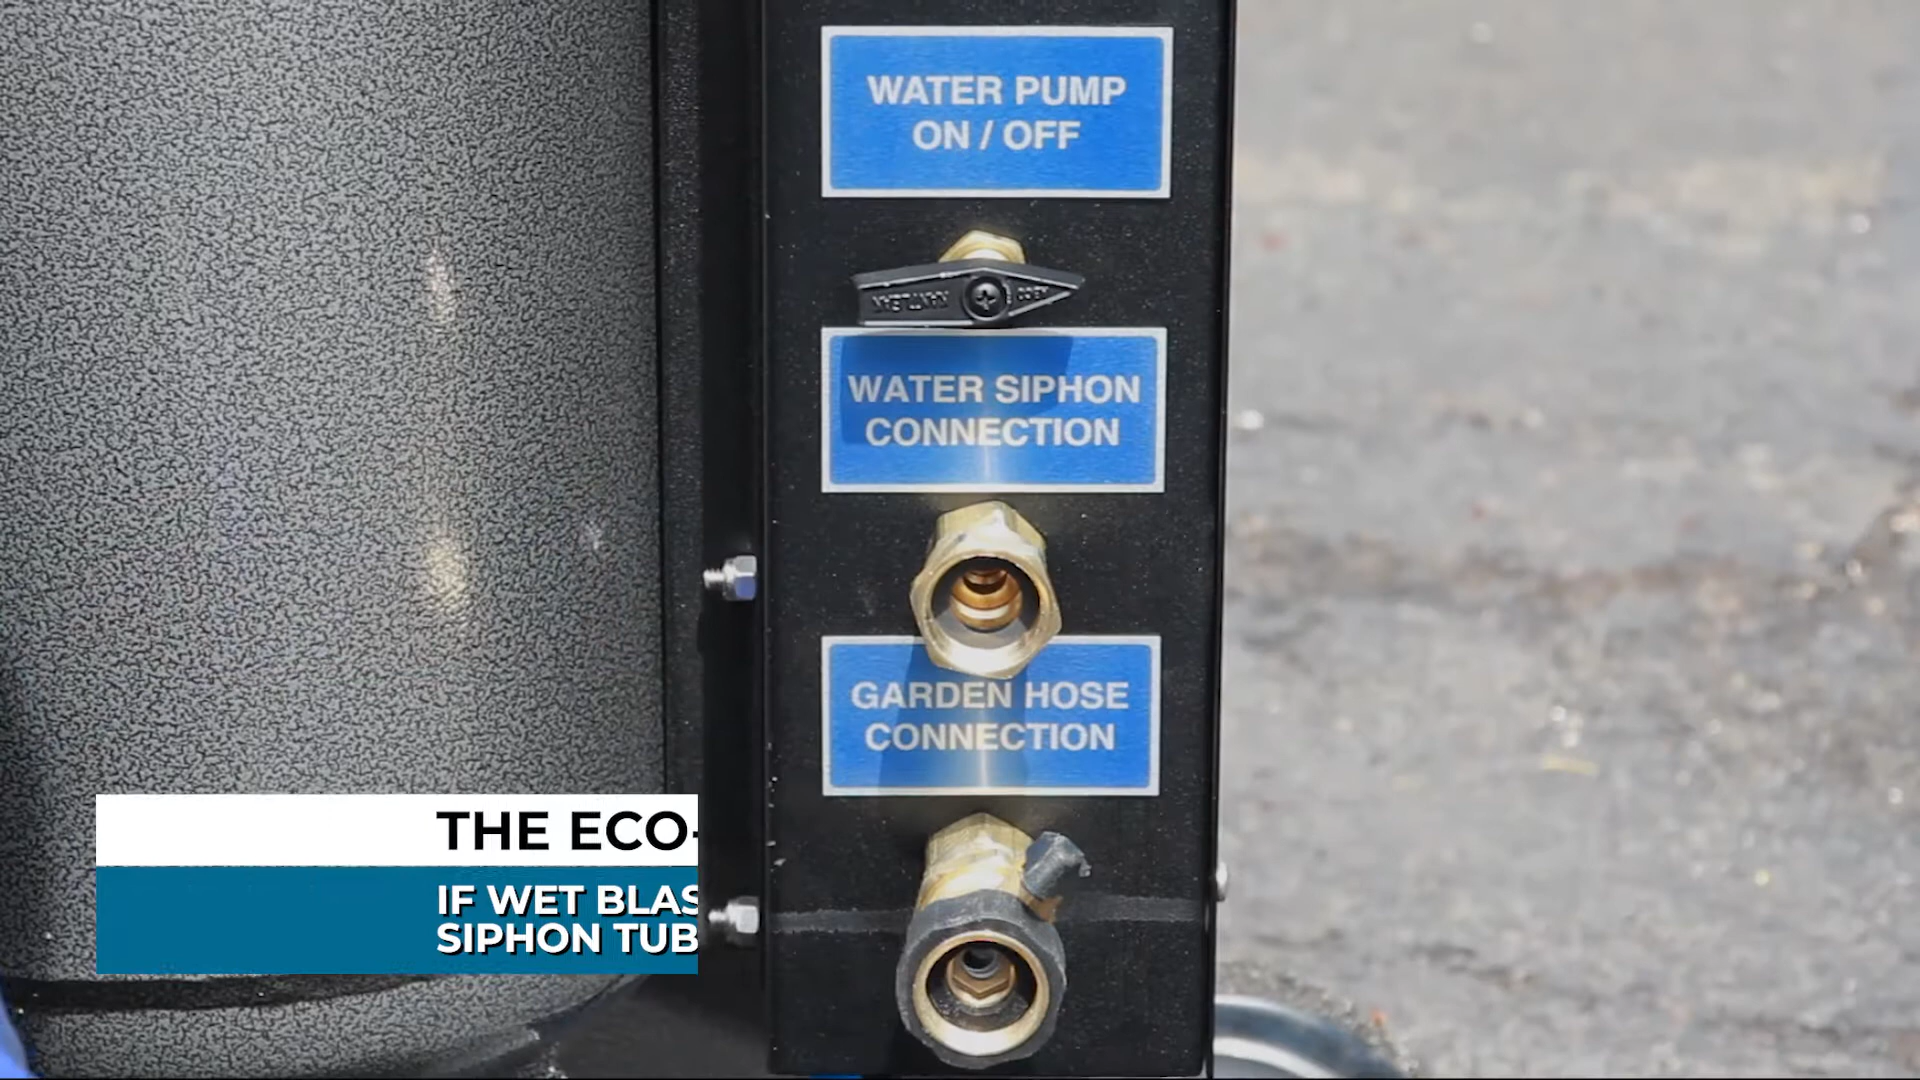 WATER PUMP
ON / OFF
WATER SIPHON
CONNECTION
GARDEN HOSE
CONNECTION
THE ECO-
IF WET BLAS
SIPHON TUB